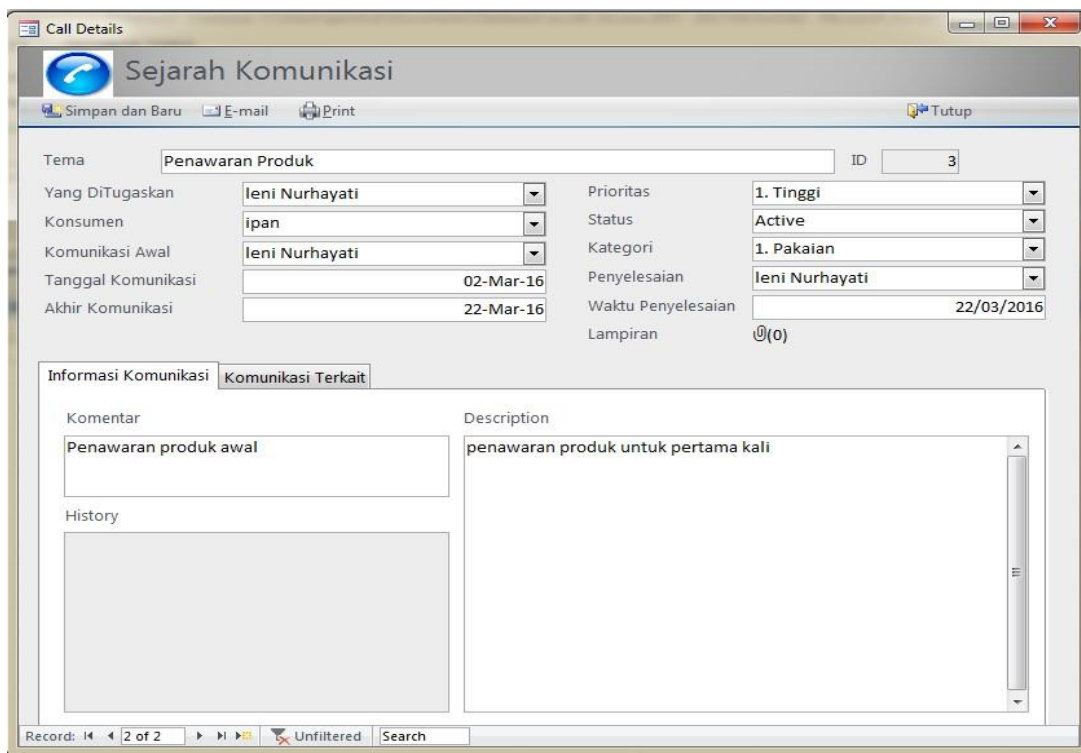 Call Details
Sejarah Komunikasi
Simpan dan Baru E-mail Print Tutup
Tema Penawaran Produk ID 3
Yang DiTugaskan leni Nurhayati Prioritas 1. Tinggi
Konsumen ipan Status Active
Komunikasi Awal leni Nurhayati Kategori 1. Pakaian
Tanggal Komunikasi 02-Mar-16 Penyelesaian leni Nurhayati
Akhir Komunikasi 22-Mar-16 Waktu Penyelesaian 22/03/2016
Lampiran (0)
Informasi Komunikasi Komunikasi Terkait
Komentar Description
Penawaran produk awal penawaran produk untuk pertama kali
History
Record: 2 of 2 Unfiltered Search